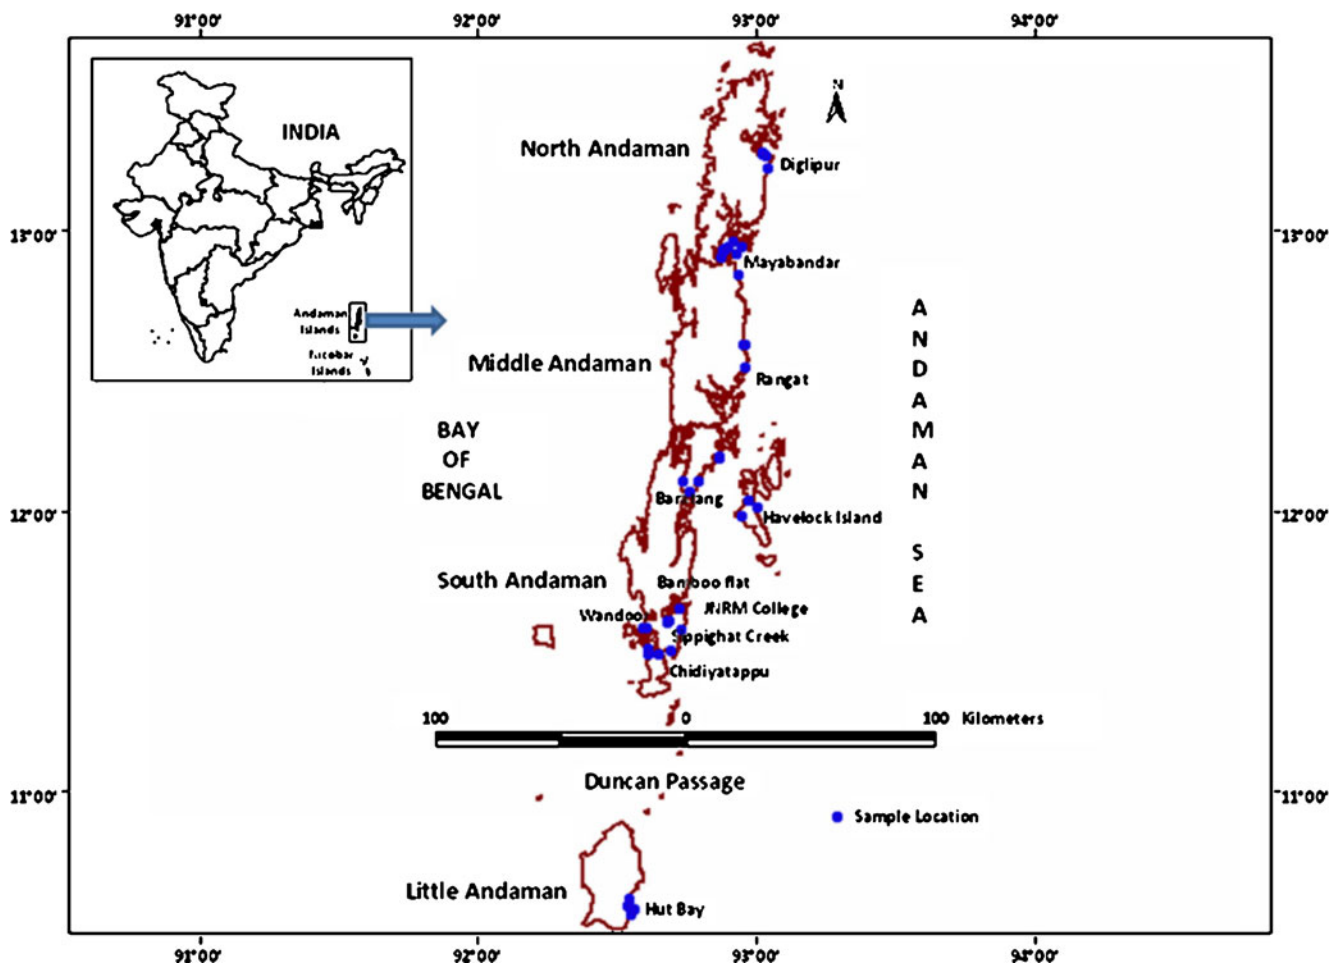 91°00'
92°00'
93°00'
94°00'
N
INDIA
North Andaman
Diglipur
13°00'
13°00'
Mayabandar
Andaman
Islands
Nicobar
Islands
Middle Andaman
Rangat
ANDAMAN SEA
BAY
OF
BENGAL
Baratang
12°00'
12°00'
Havelock Island
South Andaman
Bamboo flat
Wandoor
JNRM College
Sippighat Creek
Chidiyatappu
100
0
100
Kilometers
Duncan Passage
11°00'
11°00'
Sample Location
Little Andaman
Hut Bay
91°00'
92°00'
93°00'
94°00'